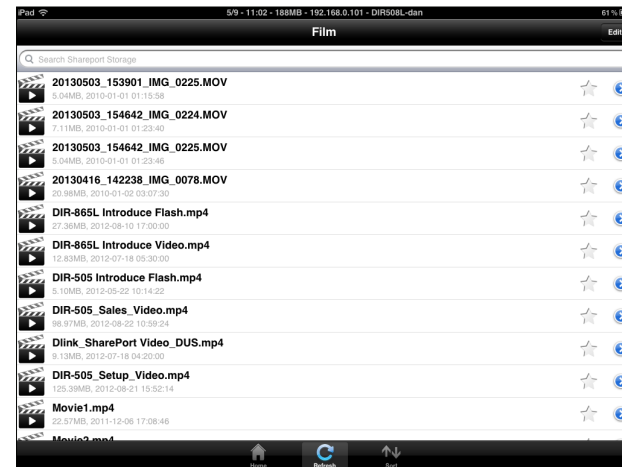 iPad 5/9 - 11:02 - 188MB - 192.168.0.101 - DIR508L-dan 61%
Film
Edit
Search Shareport Storage
20130503_153901_IMG_0225.MOV
5.04MB, 2010-01-01 01:15:58
20130503_154642_IMG_0224.MOV
7.11MB, 2010-01-01 01:23:40
20130503_154642_IMG_0225.MOV
5.04MB, 2010-01-01 01:23:46
20130416_142238_IMG_0078.MOV
20.98MB, 2010-01-02 03:07:30
DIR-865L Introduce Flash.mp4
27.36MB, 2012-08-10 17:00:00
DIR-865L Introduce Video.mp4
12.83MB, 2012-07-18 05:30:00
DIR-505 Introduce Flash.mp4
5.10MB, 2012-05-22 10:14:22
DIR-505_Sales_Video.mp4
98.97MB, 2012-08-22 10:59:24
Dlink_SharePort Video_DUS.mp4
9.13MB, 2012-07-18 04:20:00
DIR-505_Setup_Video.mp4
125.39MB, 2012-08-21 15:52:14
Movie1.mp4
22.57MB, 2011-12-06 17:08:46
Movie2.mp4
Home Refresh Sort